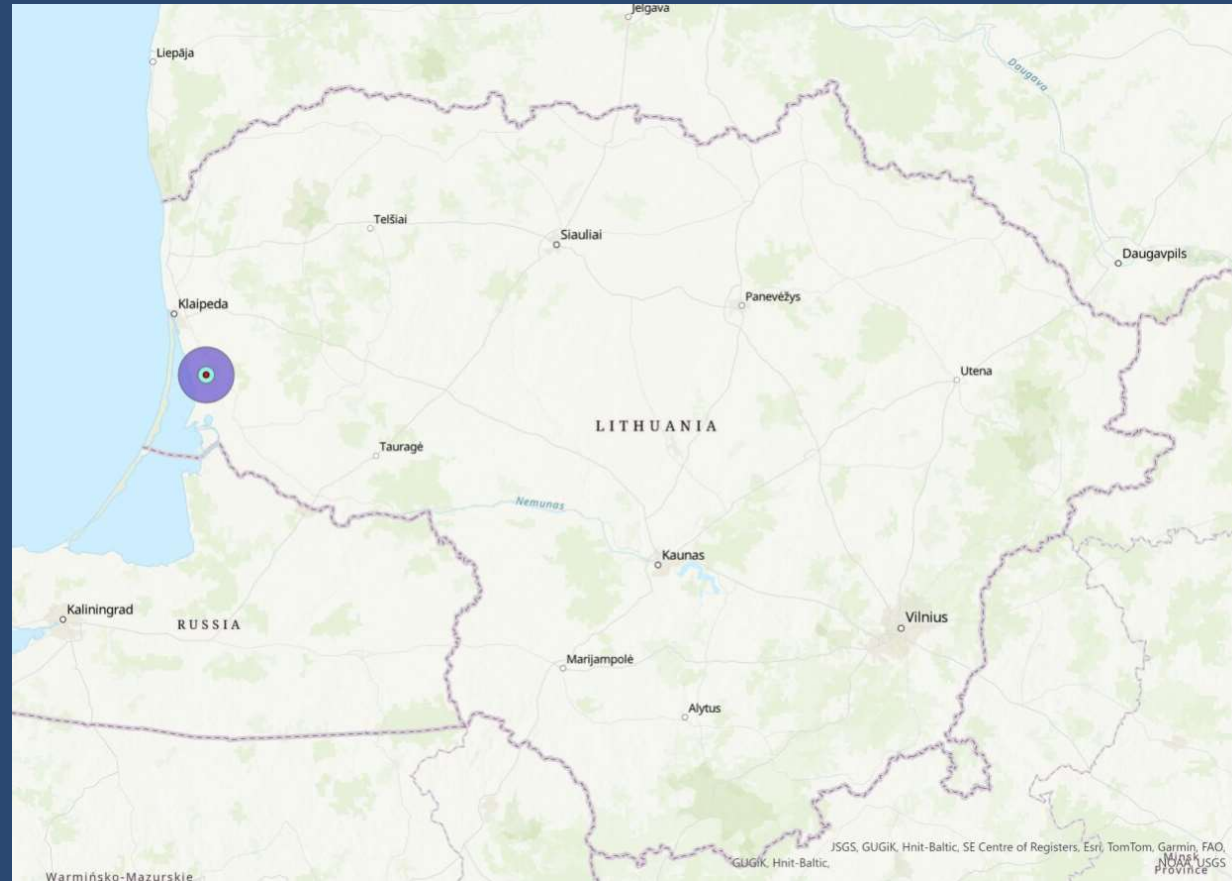 Jelgava
Liepāja
Daugava
Telšiai
Siauliai
Daugavpils
Klaipeda
Panevėžys
Utena
LITHUANIA
Tauragė
Nemunas
Kaunas
Kaliningrad
RUSSIA
Vilnius
Marijampolė
Alytus
JSGS, GUGiK, Hnit-Baltic, SE Centre of Registers, Esri, TomTom, Garmin, FAO,
GUGiK, Hnit-Baltic,
NOAA, USGS
Minsk
Province
Warmińsko-Mazurskie